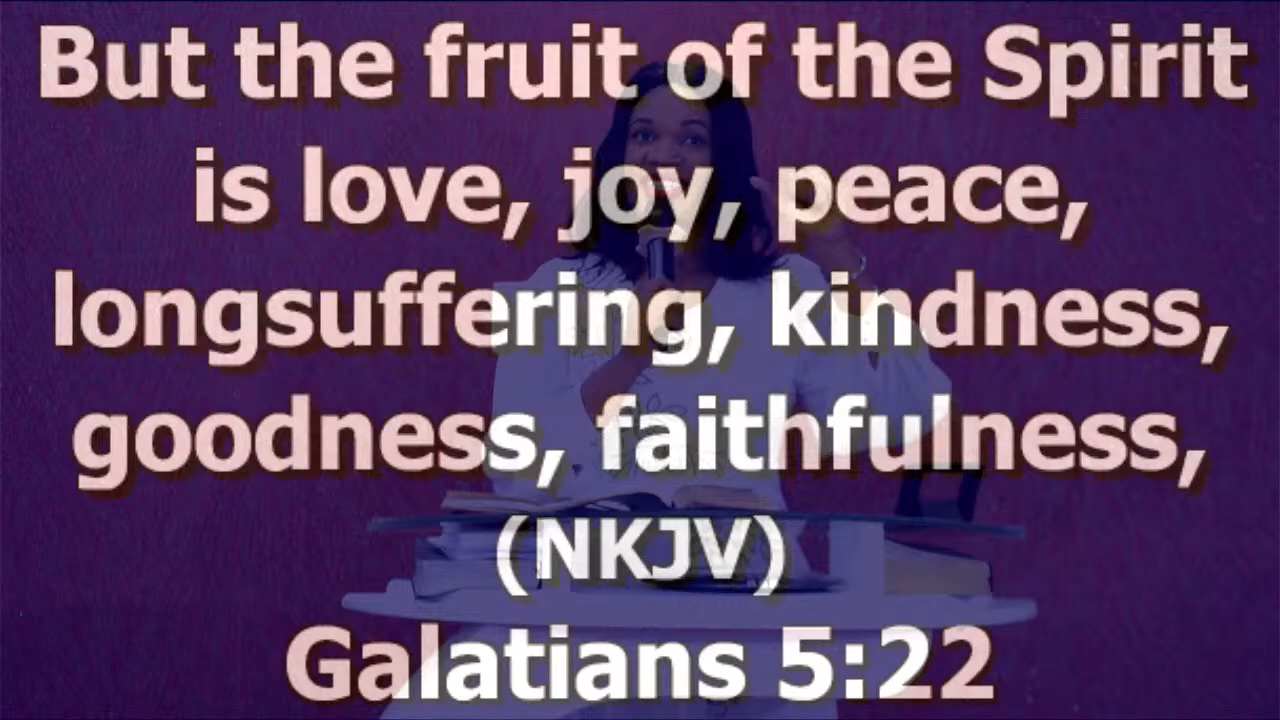 But the fruit of the Spirit
is love, joy, peace,
longsuffering, kindness,
goodness, faithfulness,
(NKJV)
Galatians 5:22